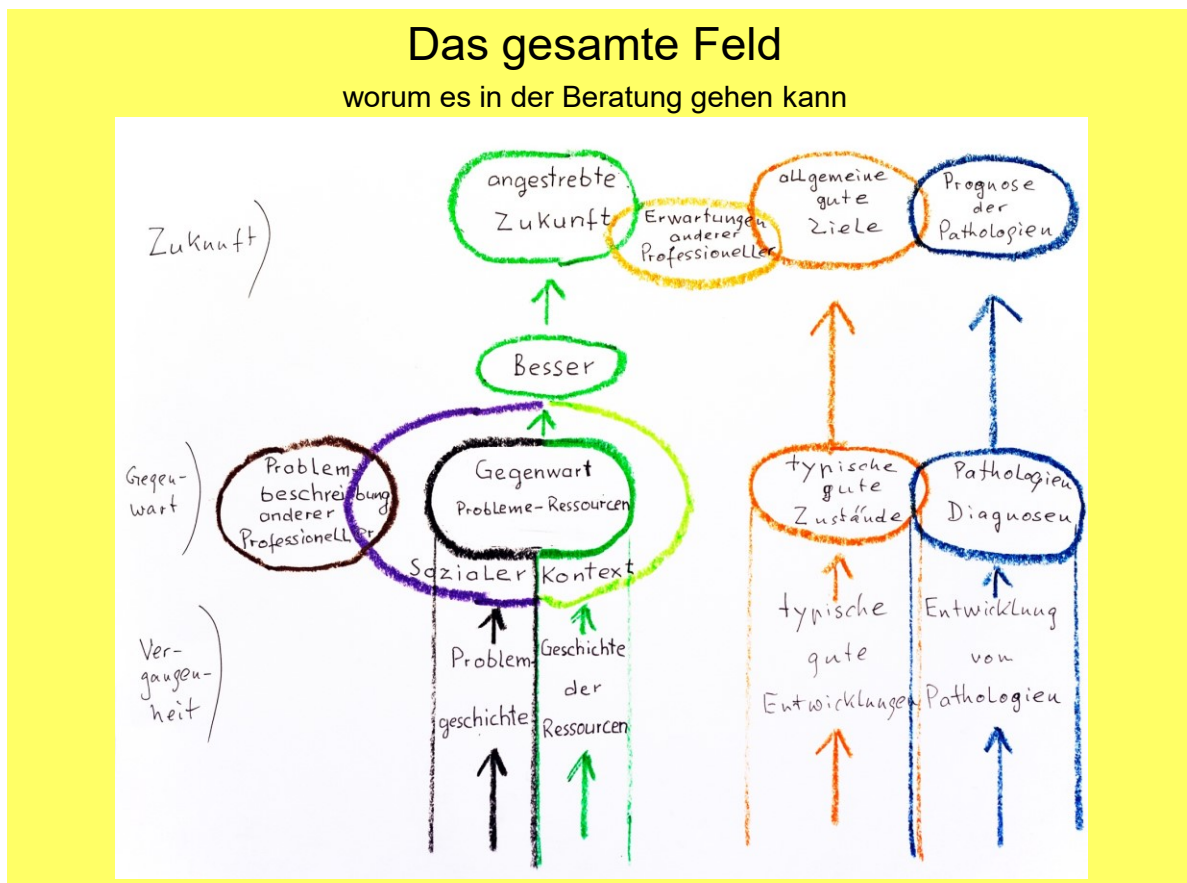 Das gesamte Feld
worum es in der Beratung gehen kann
Zukunft
angestrebte
Zukunft
Erwartungen
anderer
Professioneller
allgemeine
gute
Ziele
Prognose
der
Pathologien
Besser
Gegen-
wart
Problem-
beschreibung
anderer
Professioneller
Gegenwart
Probleme-Ressourcen
Sozialer Kontext
typische
gute
Zustände
Pathologien
Diagnosen
Ver-
gangen-
heit
Problem-
geschichte
Geschichte
der
Ressourcen
typische
gute
Entwicklungen
Entwicklung
von
Pathologien